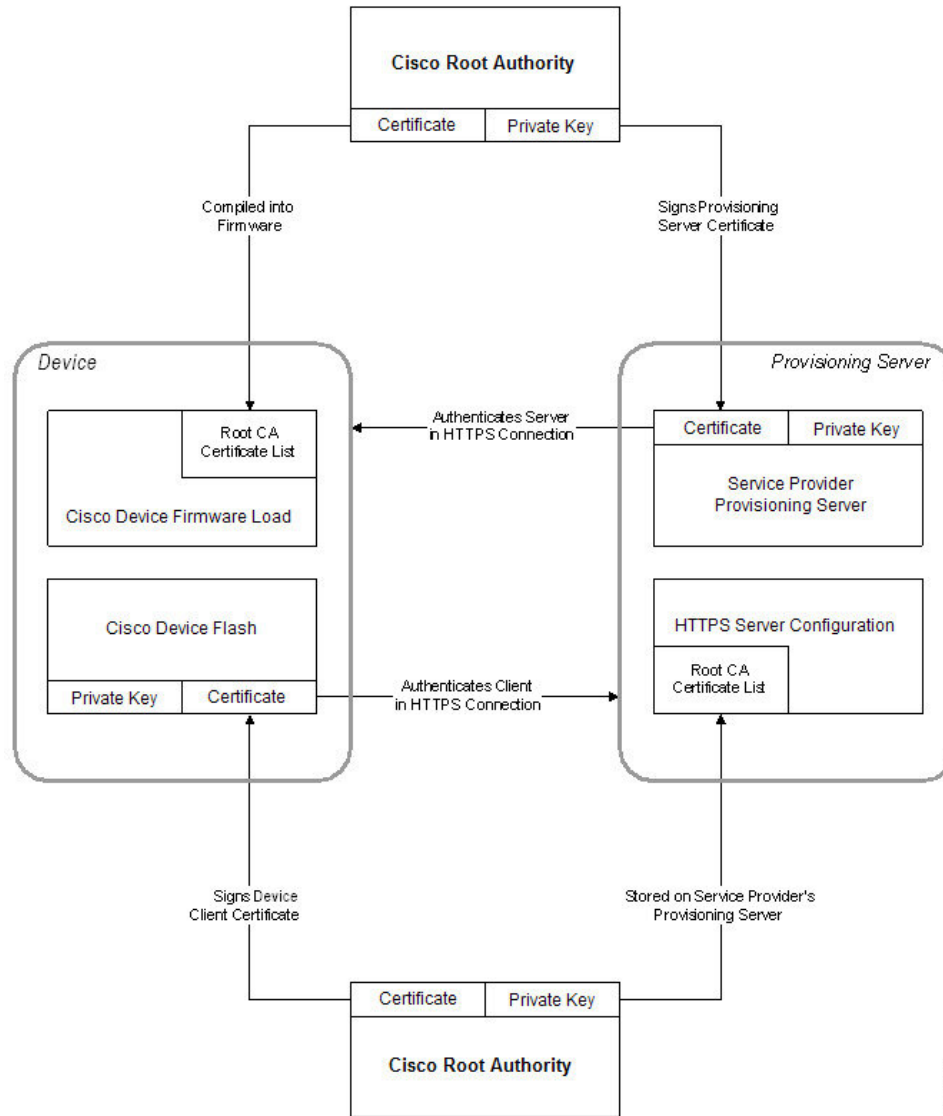 Cisco Root Authority
Certificate
Private Key
Compiled into
Firmware
Signs Provisioning
Server Certificate
Device
Provisioning Server
Root CA
Certificate List
Cisco Device Firmware Load
Authenticates Server
in HTTPS Connection
Certificate
Private Key
Service Provider
Provisioning Server
Cisco Device Flash
Private Key
Certificate
Authenticates Client
in HTTPS Connection
HTTPS Server Configuration
Root CA
Certificate List
Signs Device
Client Certificate
Stored on Service Provider's
Provisioning Server
Certificate
Private Key
Cisco Root Authority